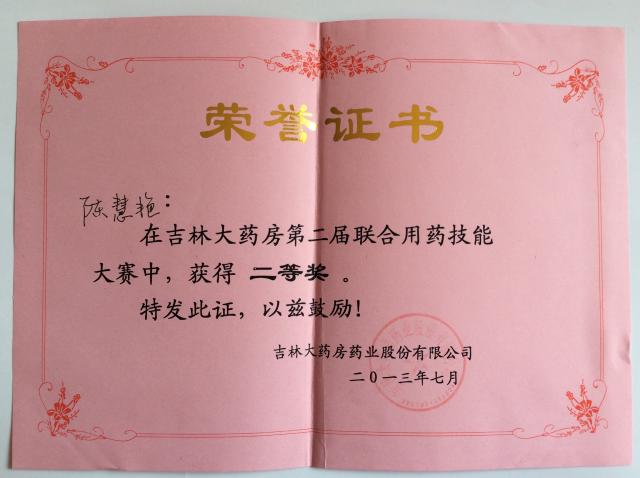 荣誉证书
陈慧艳：
在吉林大药房第二届联合用药技能
大赛中，获得 二等奖 。
特发此证，以兹鼓励！
吉林大药房药业股份有限公司
二〇一三年七月